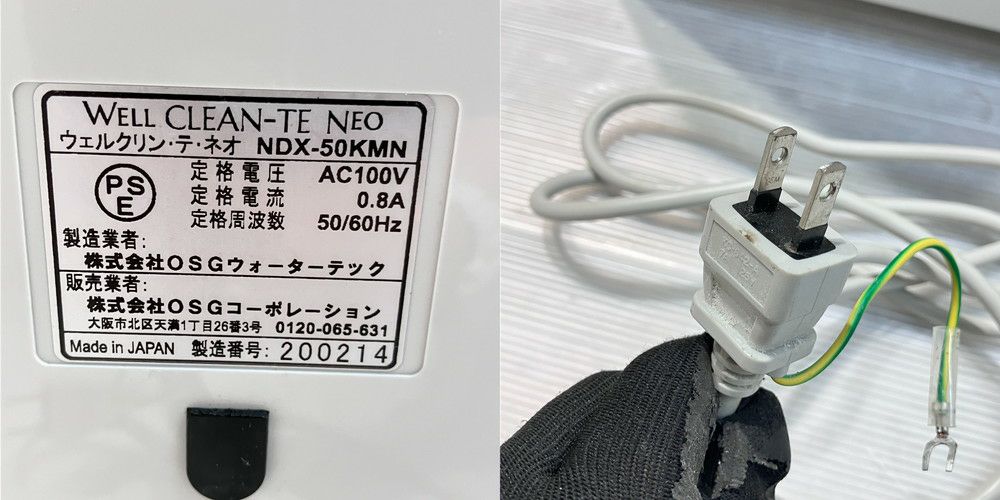 WELL CLEAN-TE NEO
ウェルクリン・テ・ネオ NDX-50KMN
PSE
定格電圧 AC100V
定格電流 0.8A
定格周波数 50/60Hz
製造業者:
株式会社OSGウォーターテック
販売業者:
株式会社OSGコーポレーション
大阪市北区天満1丁目26番3号 0120-065-631
Made in JAPAN 製造番号: 200214